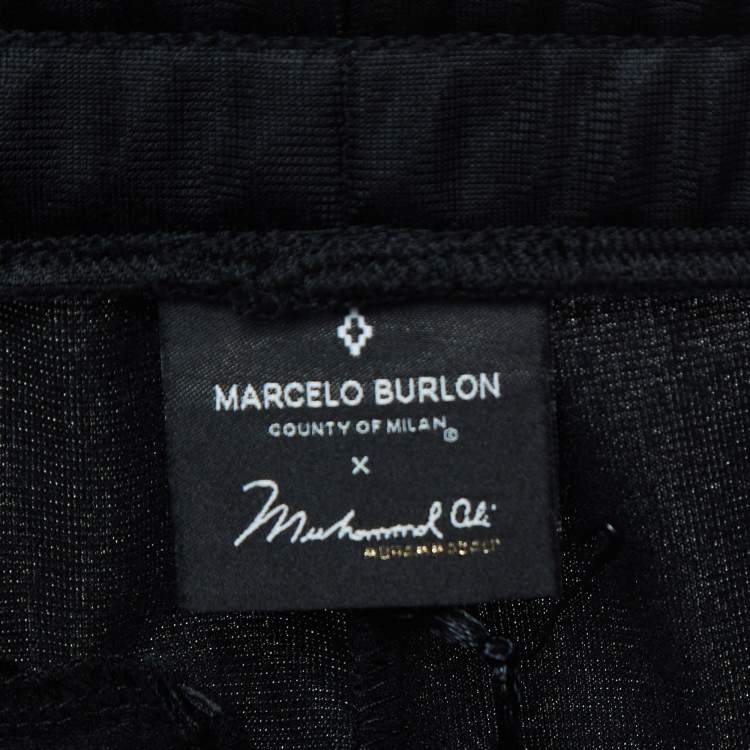 MARCELO BURLON
COUNTY OF MILAN©
X
Muhammad Ali